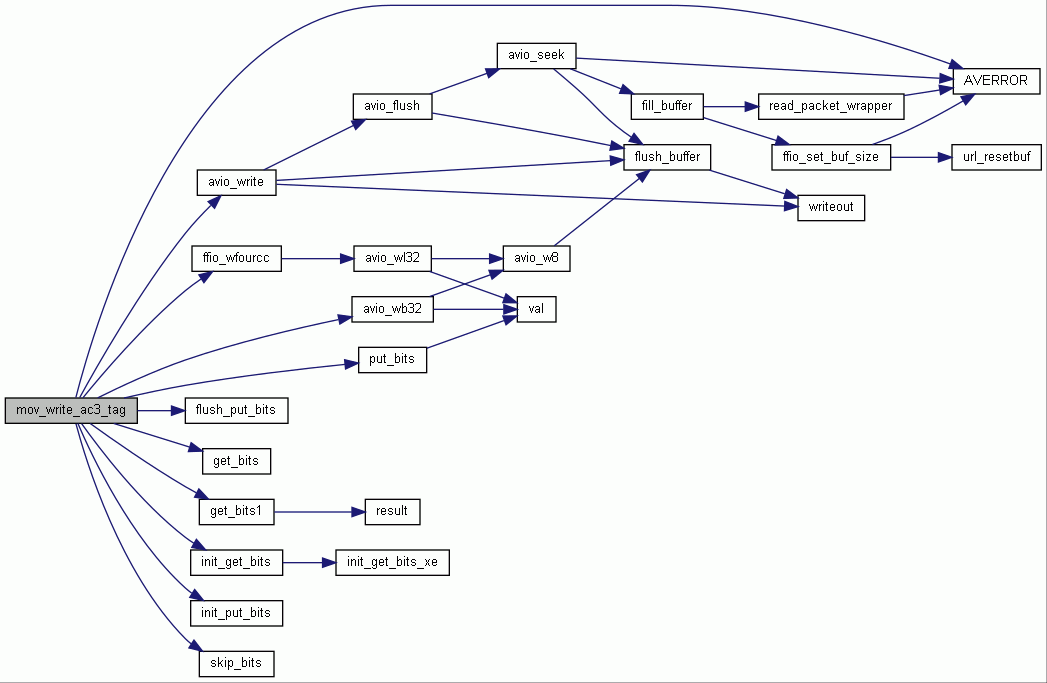 avio_seek
AVERROR
avio_flush
fill_buffer
read_packet_wrapper
flush_buffer
ffio_set_buf_size
url_resetbuf
avio_write
writeout
ffio_wfourcc
avio_wl32
avio_w8
avio_wb32
val
put_bits
mov_write_ac3_tag
flush_put_bits
get_bits
get_bits1
result
init_get_bits
init_get_bits_xe
init_put_bits
skip_bits